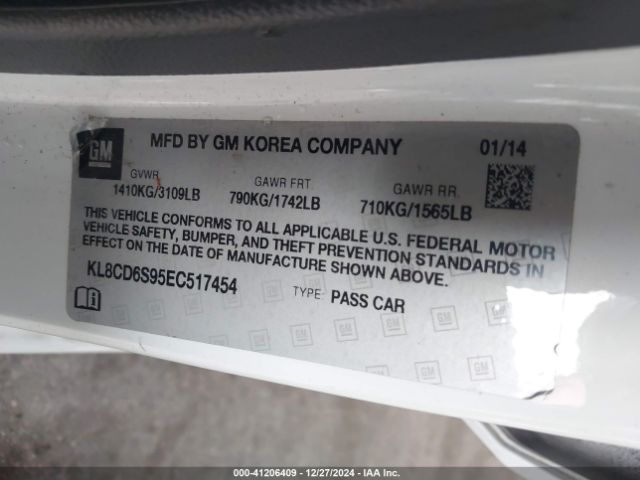 GM
MFD BY GM KOREA COMPANY
01/14
GVWR
GAWR FRT.
GAWR RR.
1410KG/3109LB
790KG/1742LB
710KG/1565LB
THIS VEHICLE CONFORMS TO ALL APPLICABLE U.S. FEDERAL MOTOR
VEHICLE SAFETY, BUMPER, AND THEFT PREVENTION STANDARDS IN
EFFECT ON THE DATE OF MANUFACTURE SHOWN ABOVE.
KL8CD6S95EC517454
TYPE: PASS CAR
000-41206409 - 12/27/2024 - IAA Inc.